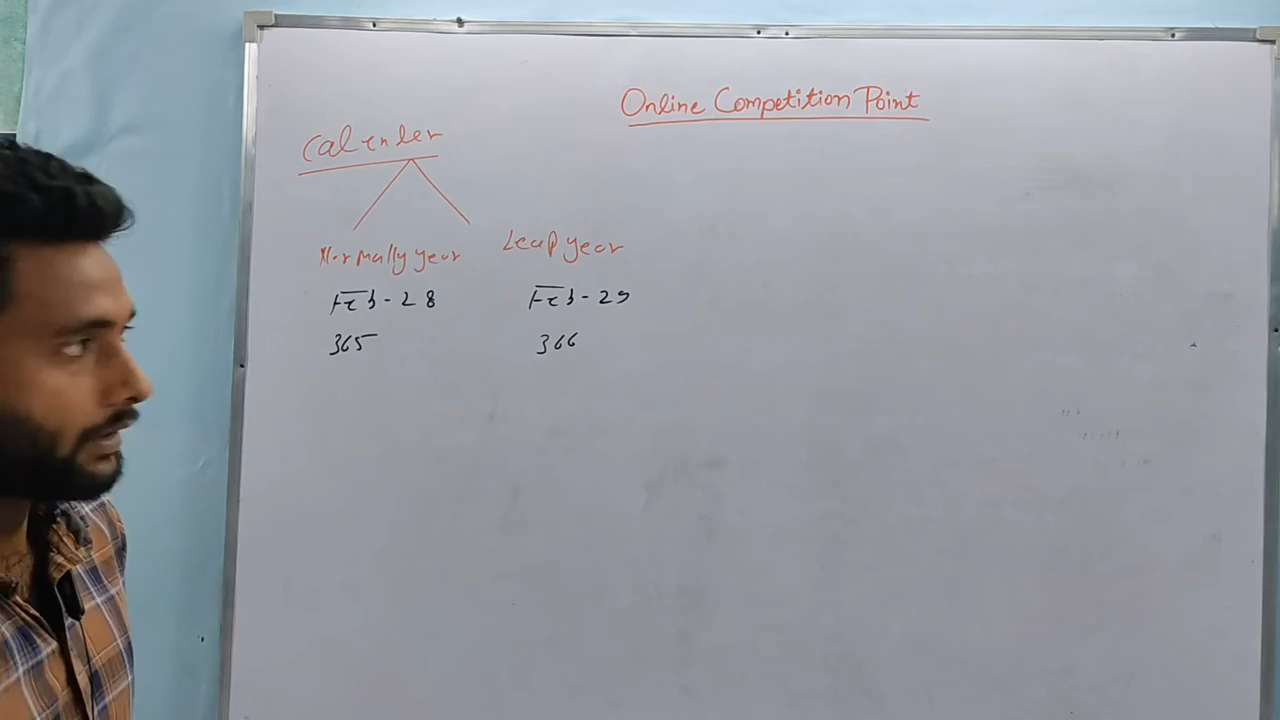 Online Competition Point
Calender
Normally year Leap year
Feb - 28 Feb - 29
365 366